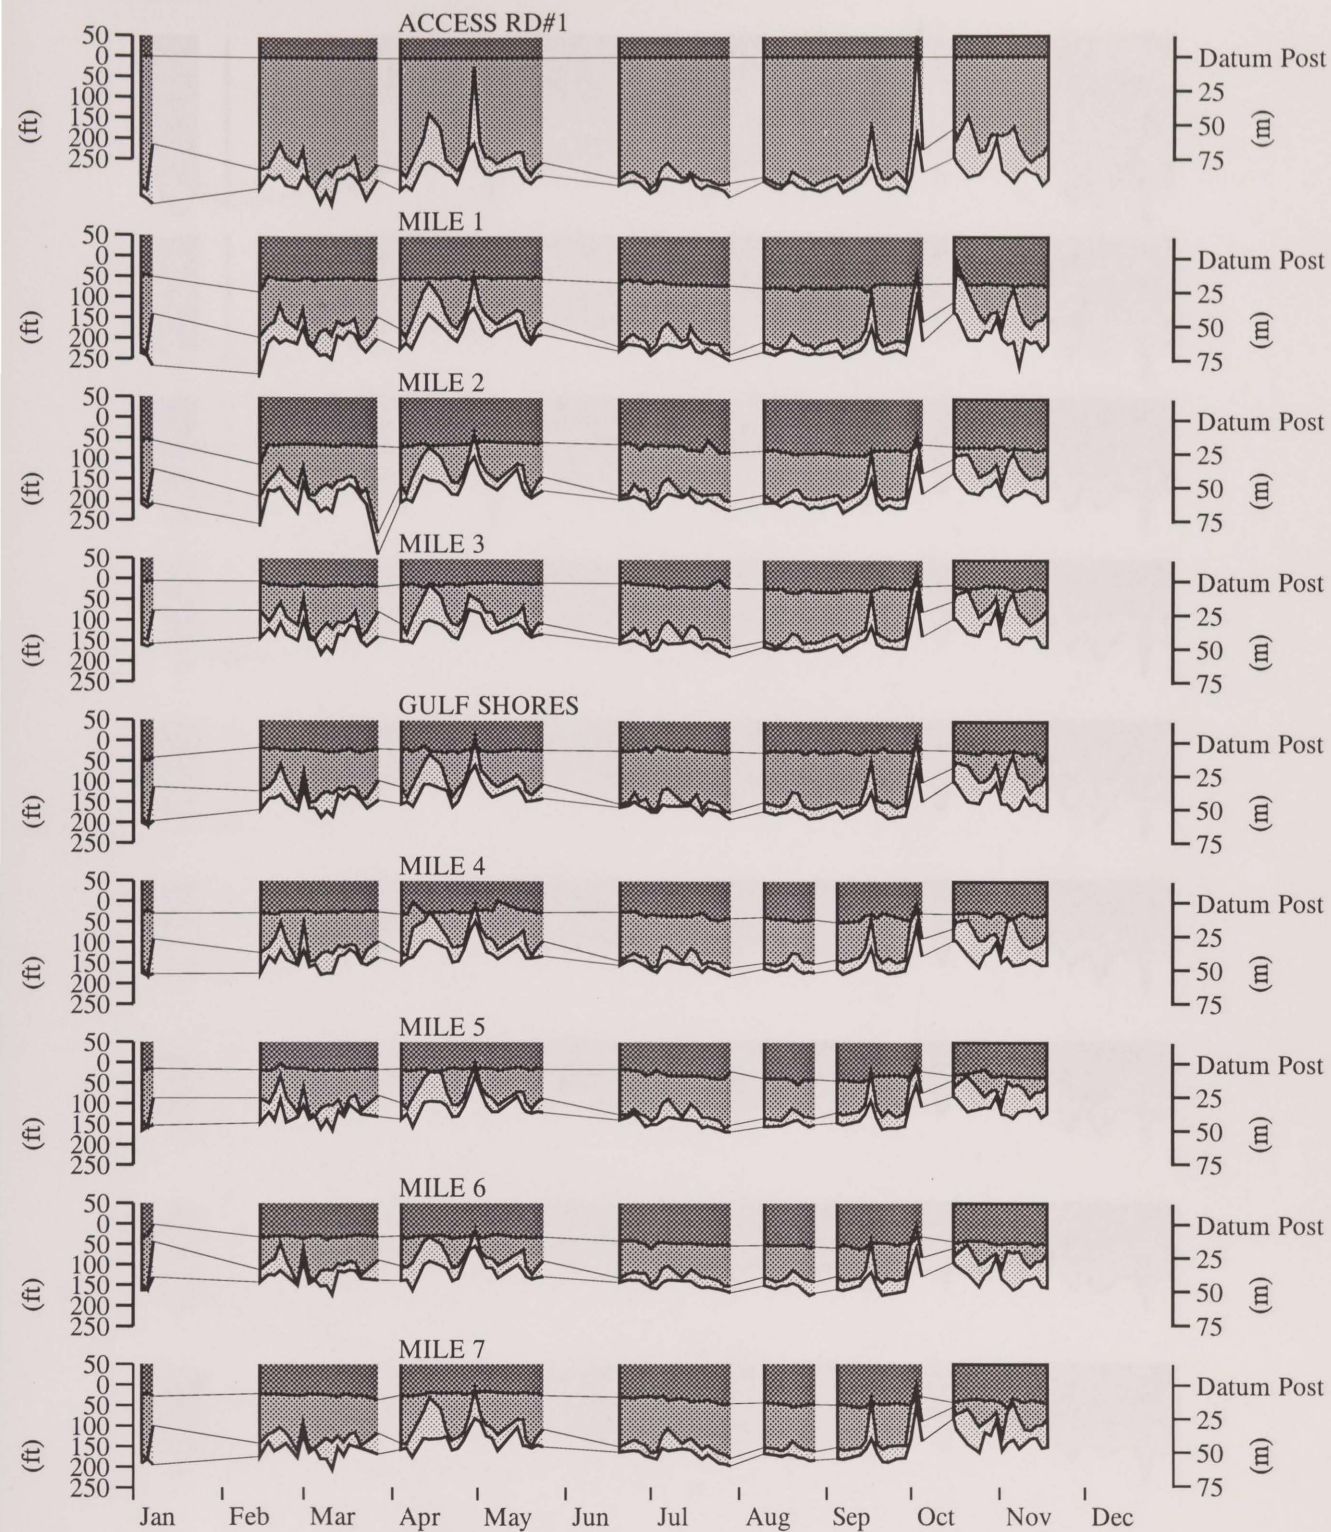 ACCESS RD#1
50
0
50
100
150
200
250
(ft)
Datum Post
25
50
75
(m)
MILE 1
50
0
50
100
150
200
250
(ft)
Datum Post
25
50
75
(m)
MILE 2
50
0
50
100
150
200
250
(ft)
Datum Post
25
50
75
(m)
MILE 3
50
0
50
100
150
200
250
(ft)
Datum Post
25
50
75
(m)
GULF SHORES
50
0
50
100
150
200
250
(ft)
Datum Post
25
50
75
(m)
MILE 4
50
0
50
100
150
200
250
(ft)
Datum Post
25
50
75
(m)
MILE 5
50
0
50
100
150
200
250
(ft)
Datum Post
25
50
75
(m)
MILE 6
50
0
50
100
150
200
250
(ft)
Datum Post
25
50
75
(m)
MILE 7
50
0
50
100
150
200
250
(ft)
Datum Post
25
50
75
(m)
Jan Feb Mar Apr May Jun Jul Aug Sep Oct Nov Dec